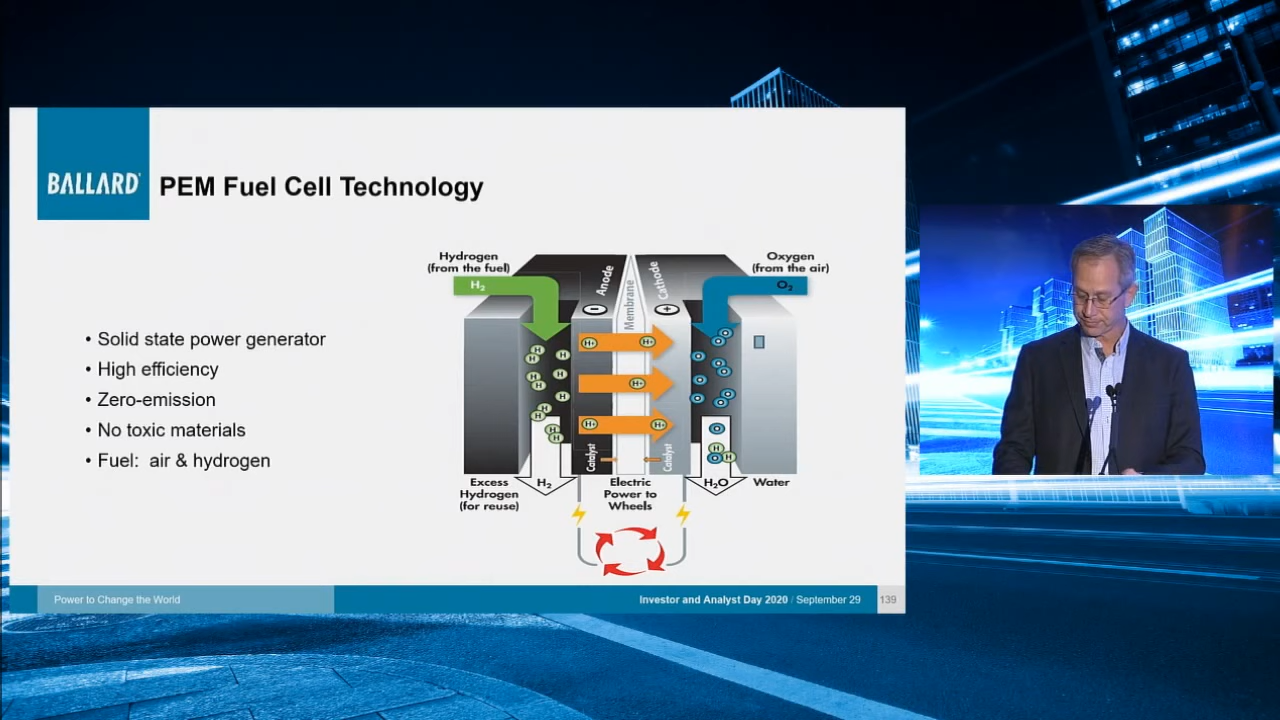 BALLARD
PEM Fuel Cell Technology
• Solid state power generator
• High efficiency
• Zero-emission
• No toxic materials
• Fuel: air & hydrogen
Hydrogen
(from the fuel)
H₂
Oxygen
(from the air)
O₂
Anode
Membrane
Cathode
−
+
H+ H+
H+
H+ H+
H
H
H
H
H
H
H
H
H
H
H
O
O
O
O
O
O
O
O
O
O
O
H
O H
Catalyst
Catalyst
Excess
Hydrogen
(for reuse)
H₂
Electric
Power to
Wheels
H₂O
Water
Power to Change the World
Investor and Analyst Day 2020 / September 29
139